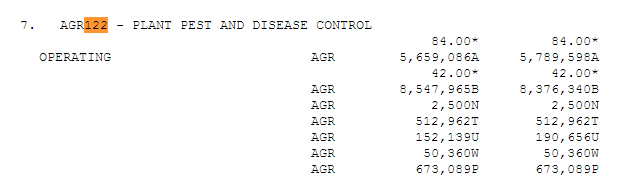 7. AGR122 - PLANT PEST AND DISEASE CONTROL
84.00* 84.00*
OPERATING AGR 5,659,086A 5,789,598A
42.00* 42.00*
AGR 8,547,965B 8,376,340B
AGR 2,500N 2,500N
AGR 512,962T 512,962T
AGR 152,139U 190,656U
AGR 50,360W 50,360W
AGR 673,089P 673,089P